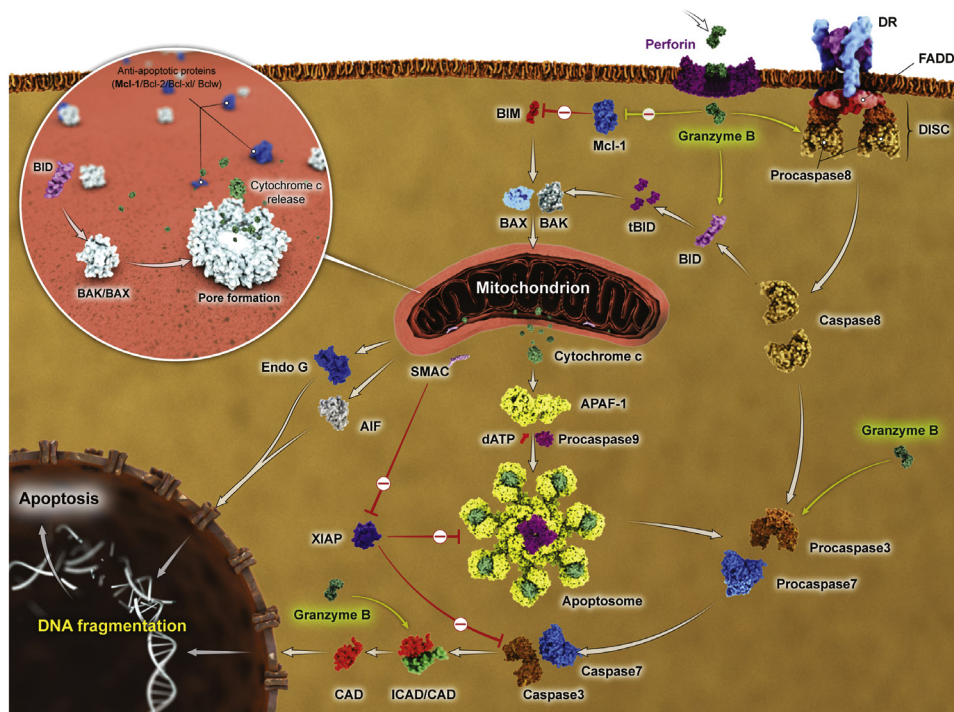 DR
Perforin
FADD
Anti-apoptotic proteins
(Mcl-1/Bcl-2/Bcl-xl/ Bclw)
BIM
Mcl-1
Granzyme B
DISC
Procaspase8
BID
Cytochrome c
release
BAX
BAK
tBID
BID
BAK/BAX
Pore formation
Mitochondrion
Caspase8
Endo G
SMAC
Cytochrome c
AIF
APAF-1
dATP
Procaspase9
Granzyme B
Apoptosis
XIAP
Procaspase3
Procaspase7
Apoptosome
Granzyme B
DNA fragmentation
Caspase7
CAD
ICAD/CAD
Caspase3